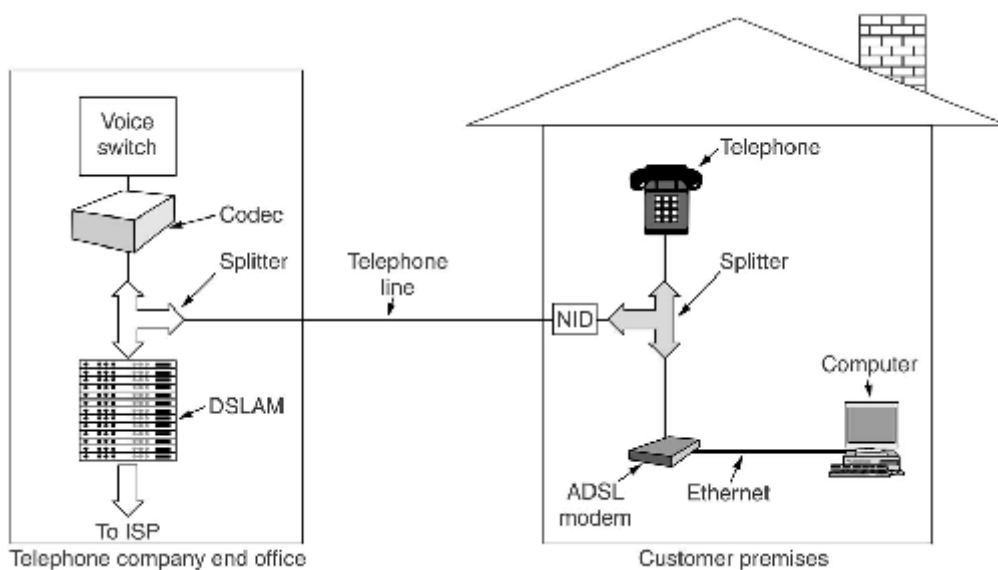 Voice
switch
Codec
Splitter
DSLAM
To ISP
Telephone company end office
Telephone
line
NID
Telephone
Splitter
Computer
ADSL
modem
Ethernet
Customer premises